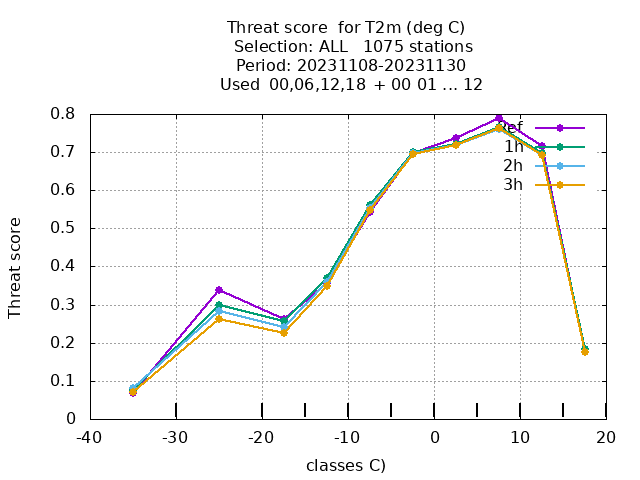 Threat score for T2m (deg C)
Selection: ALL 1075 stations
Period: 20231108-20231130
Used 00,06,12,18 + 00 01 ... 12
Threat score
0.8
0.7
0.6
0.5
0.4
0.3
0.2
0.1
0
Ref
1h
2h
3h
-40 -30 -20 -10 0 10 20
classes C)